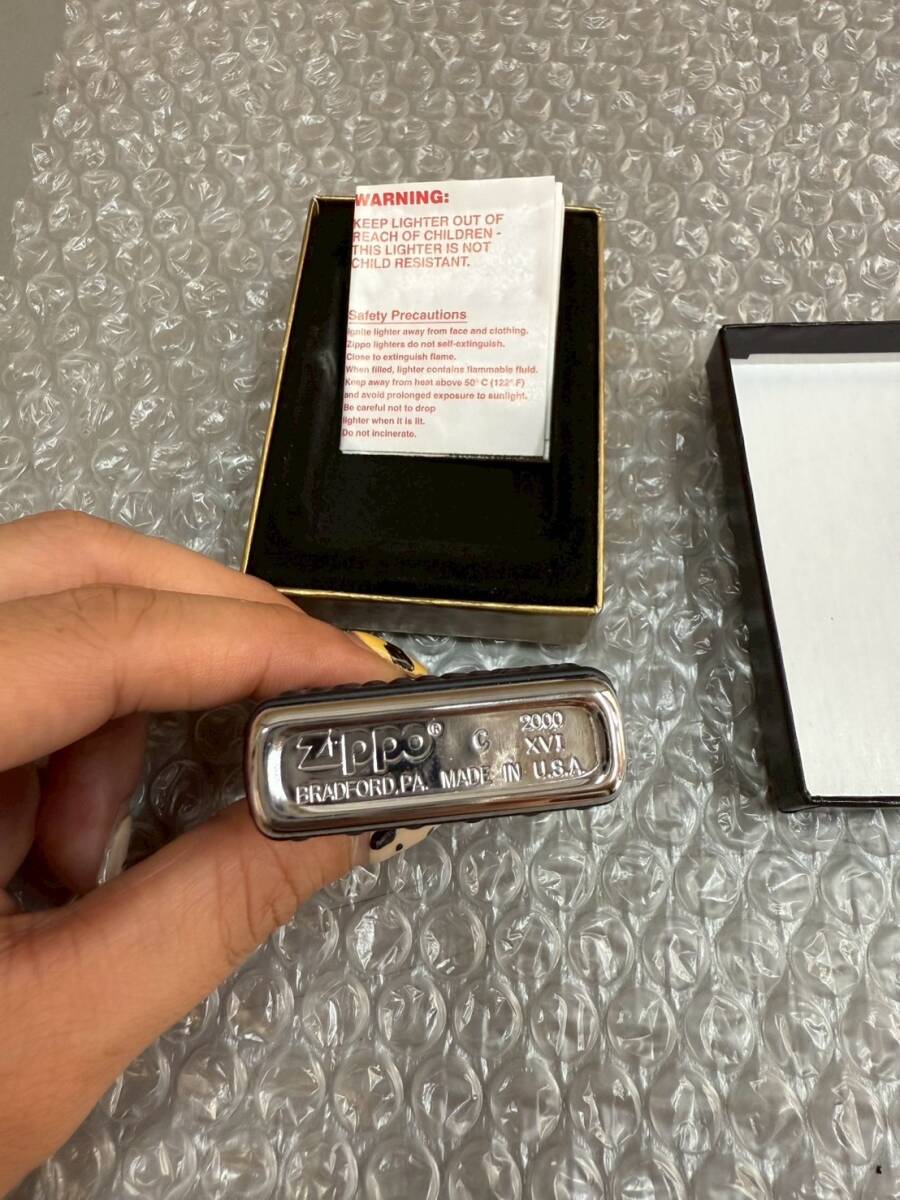 WARNING:
KEEP LIGHTER OUT OF
REACH OF CHILDREN -
THIS LIGHTER IS NOT
CHILD RESISTANT.
Safety Precautions
Ignite lighter away from face and clothing.
Zippo lighters do not self-extinguish.
Close to extinguish flame.
When filled, lighter contains flammable fluid.
Keep away from heat above 50° C (122° F)
and avoid prolonged exposure to sunlight.
Be careful not to drop
lighter when it is lit.
Do not incinerate.
Zippo® C 2000
XVI
BRADFORD, PA. MADE IN U.S.A.